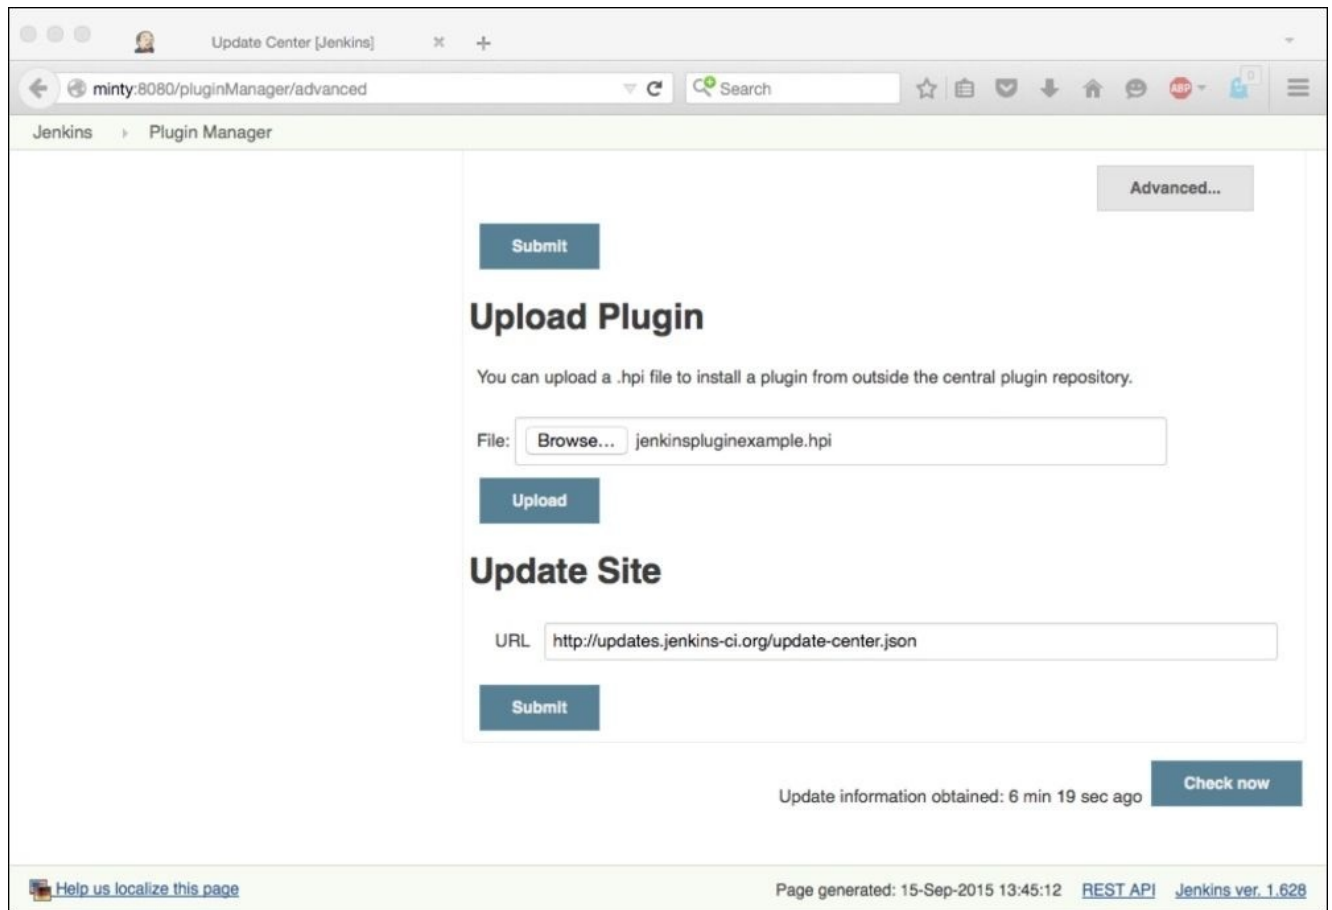 Update Center [Jenkins]
minty:8080/pluginManager/advanced
Search
ABP
0
Jenkins
Plugin Manager
Advanced...
Submit
Upload Plugin
You can upload a .hpi file to install a plugin from outside the central plugin repository.
File: Browse... jenkinspluginexample.hpi
Upload
Update Site
URL http://updates.jenkins-ci.org/update-center.json
Submit
Update information obtained: 6 min 19 sec ago Check now
Help us localize this page
Page generated: 15-Sep-2015 13:45:12 REST API Jenkins ver. 1.628